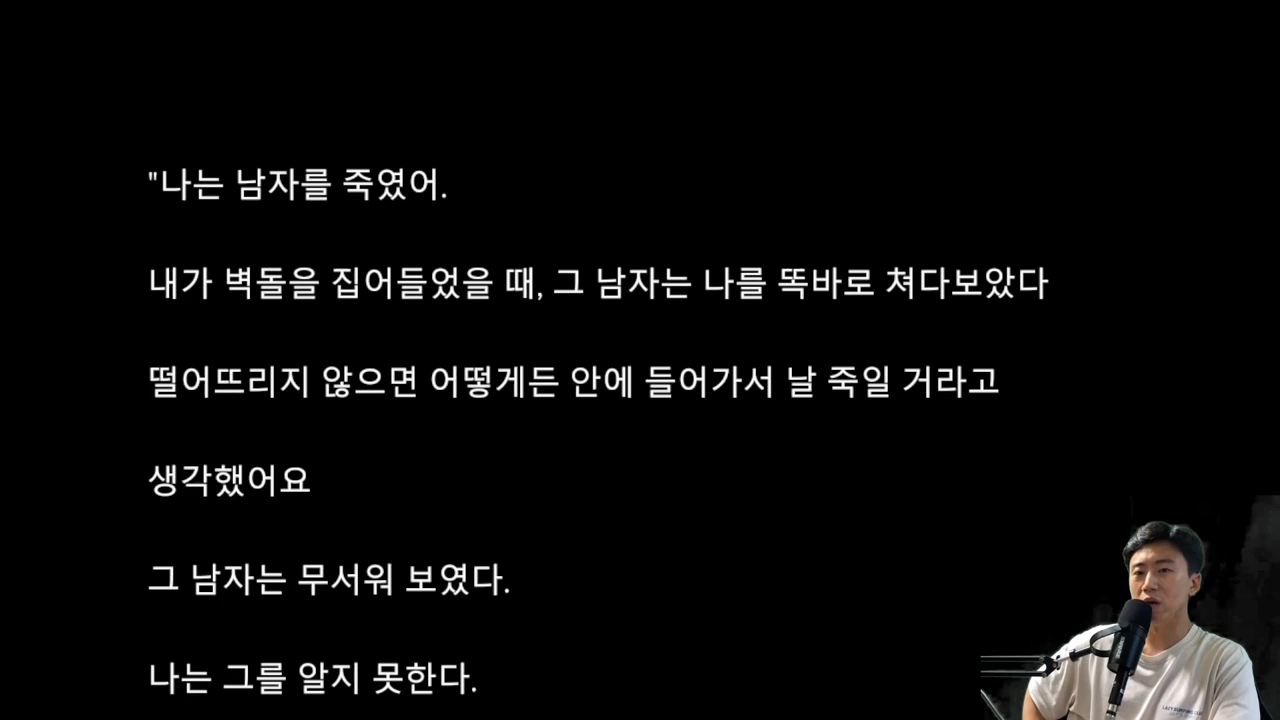 "나는 남자를 죽였어.
내가 벽돌을 집어들었을 때, 그 남자는 나를 똑바로 쳐다보았다
떨어뜨리지 않으면 어떻게든 안에 들어가서 날 죽일 거라고
생각했어요
그 남자는 무서워 보였다.
나는 그를 알지 못한다.